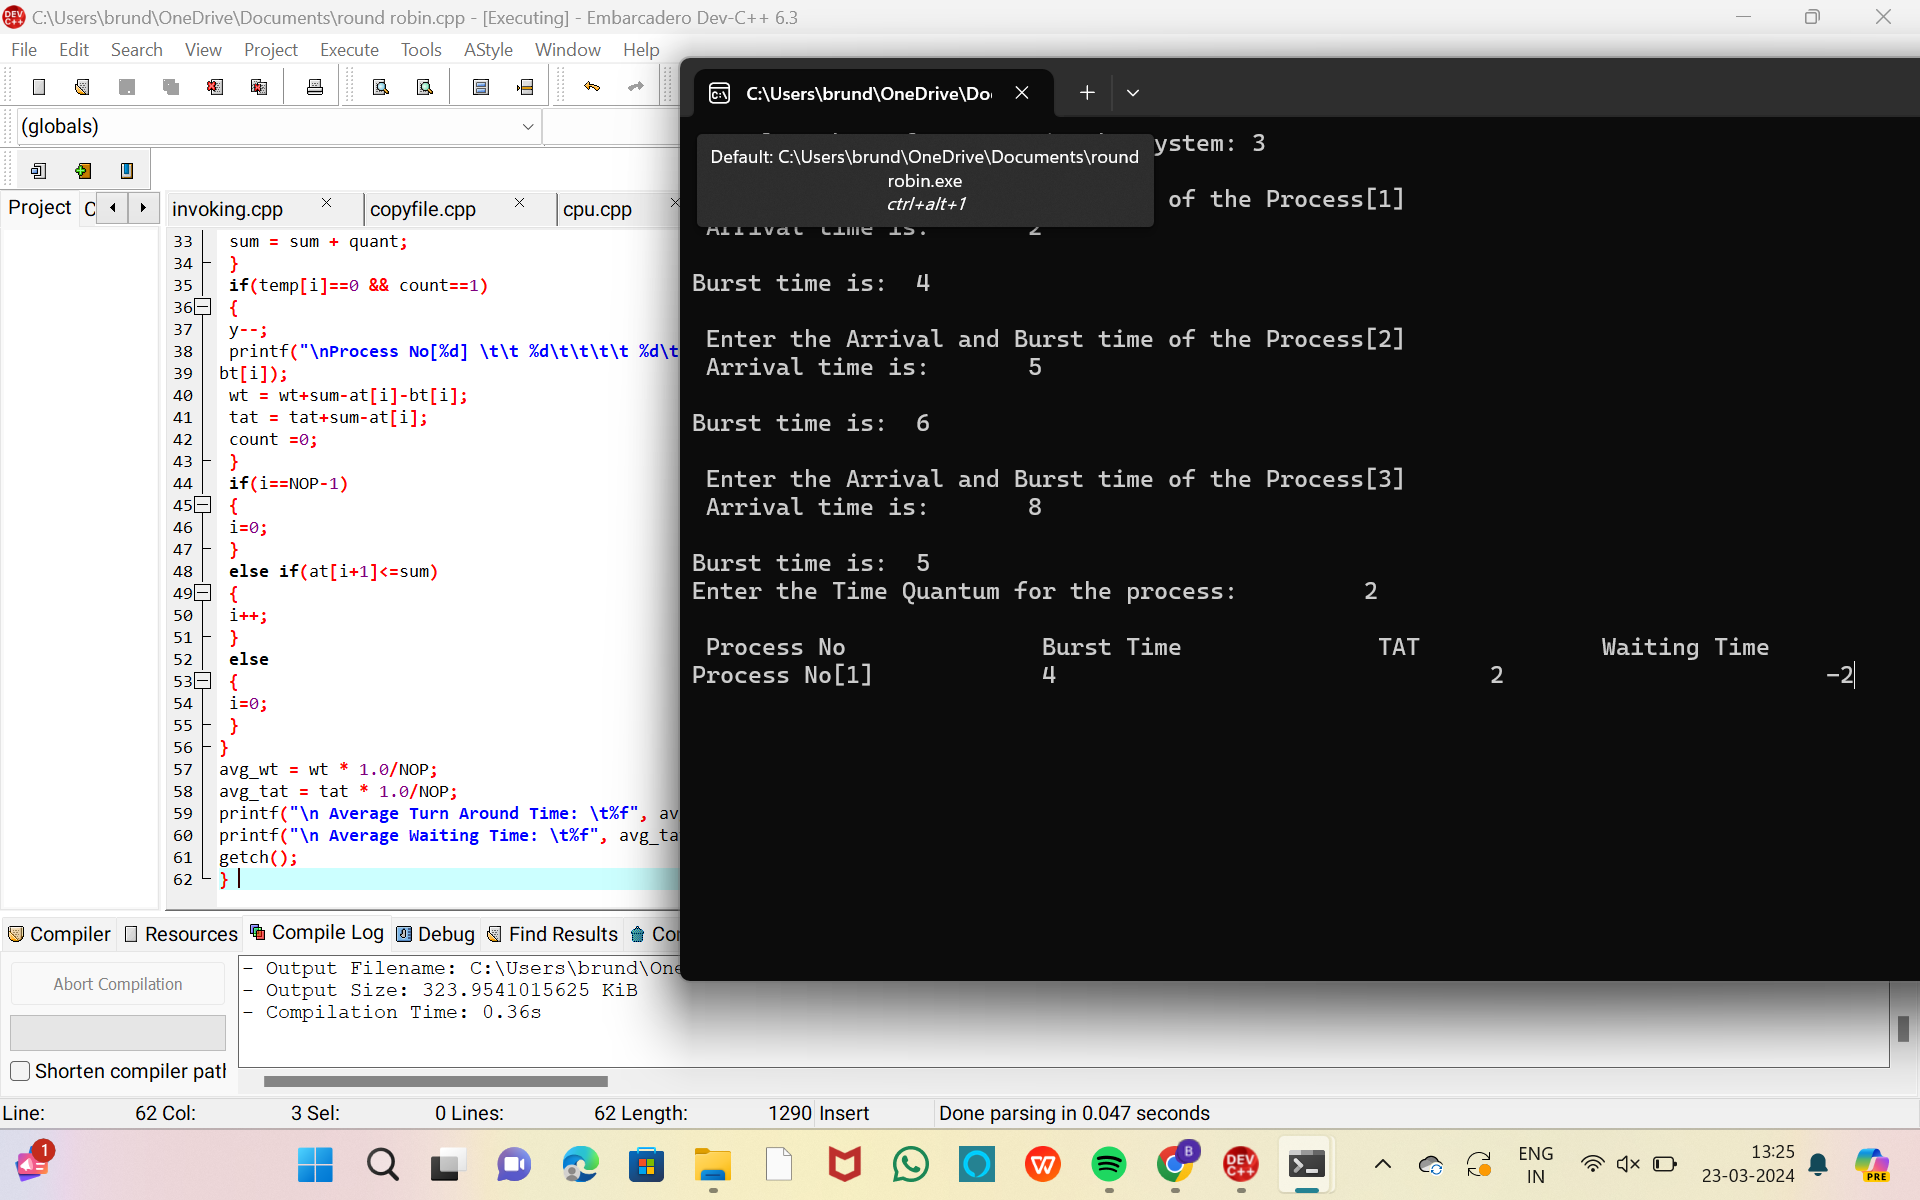 C:\Users\brund\OneDrive\Documents\round robin.cpp - [Executing] - Embarcadero Dev-C++ 6.3
File Edit Search View Project Execute Tools AStyle Window Help
(globals)
Project
invoking.cpp
copyfile.cpp
cpu.cpp
33 sum = sum + quant;
34 }
35 if(temp[i]==0 && count==1)
36 {
37 y--;
38 printf("\nProcess No[%d] \t\t %d\t\t\t\t %d\t
39 bt[i]);
40 wt = wt+sum-at[i]-bt[i];
41 tat = tat+sum-at[i];
42 count =0;
43 }
44 if(i==NOP-1)
45 {
46 i=0;
47 }
48 else if(at[i+1]<=sum)
49 {
50 i++;
51 }
52 else
53 {
54 i=0;
55 }
56 }
57 avg_wt = wt * 1.0/NOP;
58 avg_tat = tat * 1.0/NOP;
59 printf("\n Average Turn Around Time: \t%f", av
60 printf("\n Average Waiting Time: \t%f", avg_ta
61 getch();
62 }
C:\Users\brund\OneDrive\Do
Default: C:\Users\brund\OneDrive\Documents\round
robin.exe
ctrl+alt+1
ystem: 3
of the Process[1]
Arrival time is: 2
Burst time is: 4
Enter the Arrival and Burst time of the Process[2]
Arrival time is: 5
Burst time is: 6
Enter the Arrival and Burst time of the Process[3]
Arrival time is: 8
Burst time is: 5
Enter the Time Quantum for the process: 2
Process No Burst Time TAT Waiting Time
Process No[1] 4 2 -2
Compiler Resources Compile Log Debug Find Results
Abort Compilation
Shorten compiler pat
- Output Filename: C:\Users\brund\One
- Output Size: 323.9541015625 KiB
- Compilation Time: 0.36s
Line: 62 Col: 3 Sel: 0 Lines: 62 Length: 1290 Insert Done parsing in 0.047 seconds
1
B
DEV C++
ENG
IN
13:25
23-03-2024
PRE